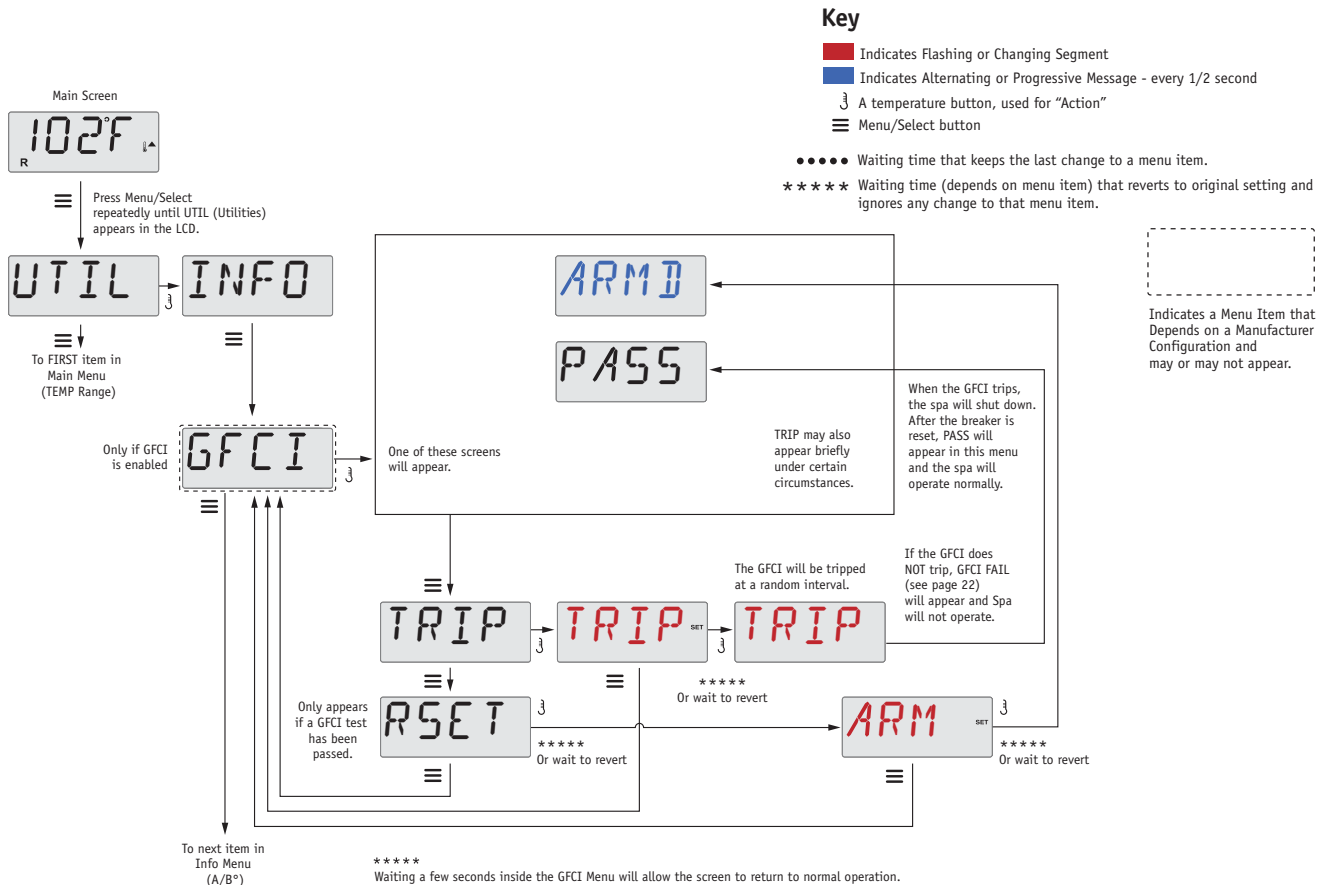 Key
Indicates Flashing or Changing Segment
Indicates Alternating or Progressive Message - every 1/2 second
A temperature button, used for “Action”
Menu/Select button
••••• Waiting time that keeps the last change to a menu item.
***** Waiting time (depends on menu item) that reverts to original setting and
ignores any change to that menu item.
Indicates a Menu Item that
Depends on a Manufacturer
Configuration and
may or may not appear.
Main Screen
102°F
R
Press Menu/Select
repeatedly until UTIL (Utilities)
appears in the LCD.
UTIL
INFO
To FIRST item in
Main Menu
(TEMP Range)
Only if GFCI
is enabled
GFCI
One of these screens
will appear.
ARMD
PASS
TRIP may also
appear briefly
under certain
circumstances.
When the GFCI trips,
the spa will shut down.
After the breaker is
reset, PASS will
appear in this menu
and the spa will
operate normally.
If the GFCI does
NOT trip, GFCI FAIL
(see page 22)
will appear and Spa
will not operate.
The GFCI will be tripped
at a random interval.
TRIP
TRIP SET
TRIP
*****
Or wait to revert
Only appears
if a GFCI test
has been
passed.
RSET
*****
Or wait to revert
ARM SET
*****
Or wait to revert
To next item in
Info Menu
(A/B°)
*****
Waiting a few seconds inside the GFCI Menu will allow the screen to return to normal operation.